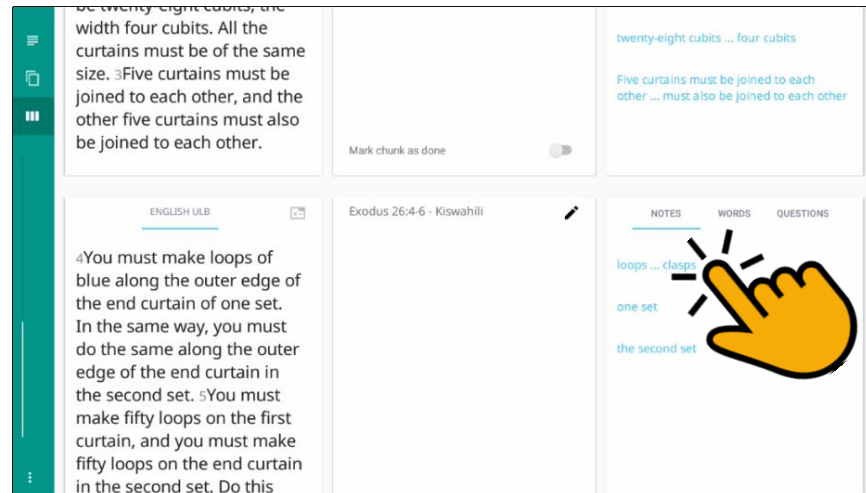 be twenty-eight cubits, the
width four cubits. All the
curtains must be of the same
size. 3Five curtains must be
joined to each other, and the
other five curtains must also
be joined to each other.
Mark chunk as done
twenty-eight cubits ... four cubits
Five curtains must be joined to each
other ... must also be joined to each other
ENGLISH ULB
4You must make loops of
blue along the outer edge of
the end curtain of one set.
In the same way, you must
do the same along the outer
edge of the end curtain in
the second set. 5You must
make fifty loops on the first
curtain, and you must make
fifty loops on the end curtain
in the second set. Do this
Exodus 26:4-6 - Kiswahili
NOTES WORDS QUESTIONS
loops ... clasps
one set
the second set